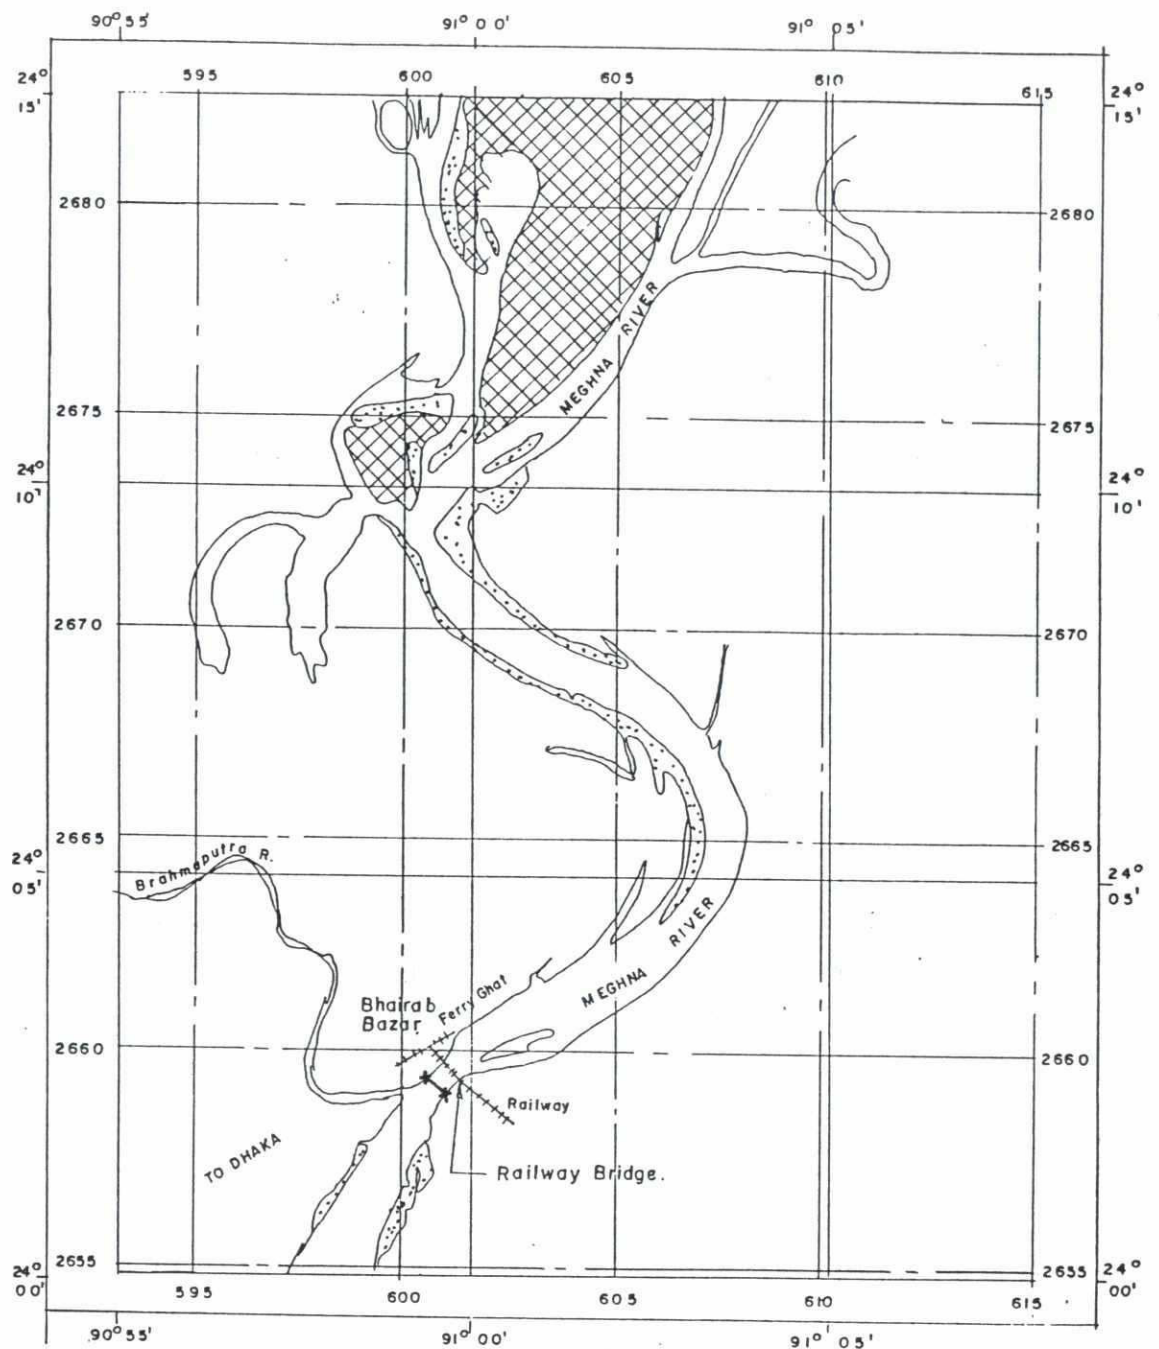 90° 55' 91° 00' 91° 05'
24° 15' 595 600 605 610 615 24° 15'
2680 2680
MEGHNA RIVER
2675 2675
24° 10' 24° 10'
2670 2670
2665 2665
24° 05' Brahmaputra R. 24° 05'
MEGHNA RIVER
Bhairab
Bazar
Ferry Ghat
2660 2660
Railway
TO DHAKA
Railway Bridge.
2655 2655
24° 00' 24° 00'
595 600 605 610 615
90° 55' 91° 00' 91° 05'